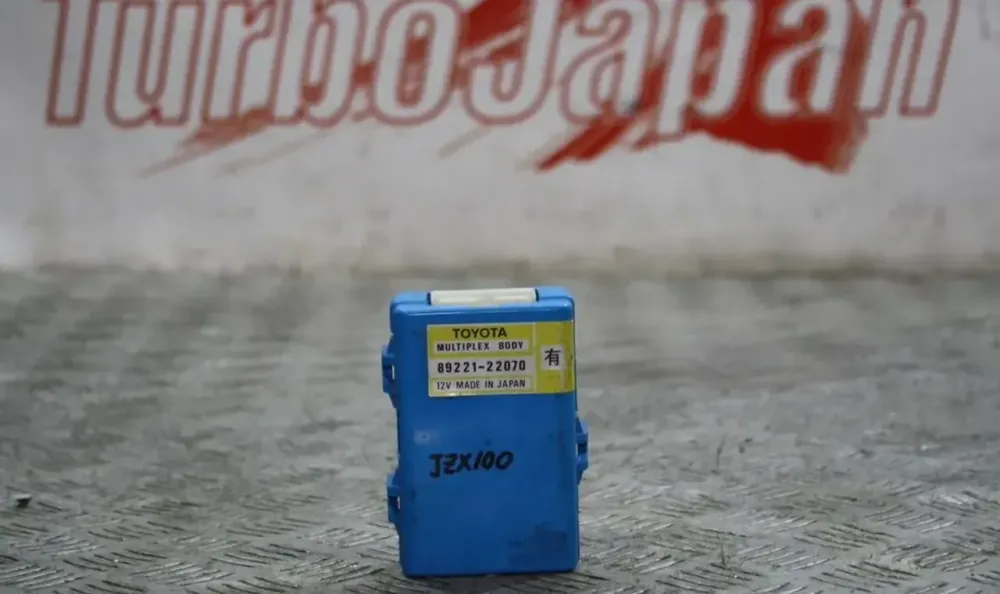 TurboJapan
TOYOTA
MULTIPLEX BODY
89221-22070
有
12V MADE IN JAPAN
JZX100